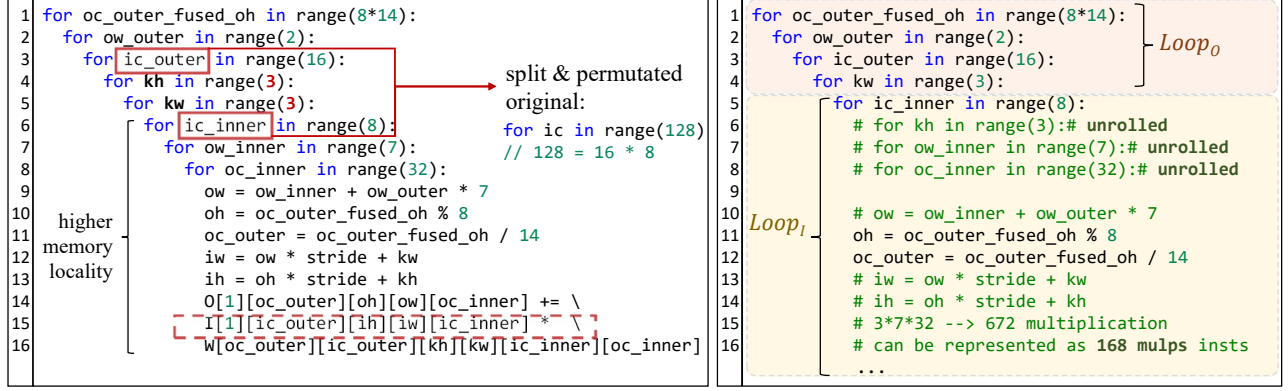 1 for oc_outer_fused_oh in range(8*14):
2 for ow_outer in range(2):
3 for ic_outer in range(16):
4 for kh in range(3):
5 for kw in range(3):
6 for ic_inner in range(8):
7 for ow_inner in range(7):
8 for oc_inner in range(32):
9 ow = ow_inner + ow_outer * 7
10 oh = oc_outer_fused_oh % 8
11 oc_outer = oc_outer_fused_oh / 14
12 iw = ow * stride + kw
13 ih = oh * stride + kh
14 O[1][oc_outer][oh][ow][oc_inner] += \
15 I[1][ic_outer][ih][iw][ic_inner] * \
16 W[oc_outer][ic_outer][kh][kw][ic_inner][oc_inner]
higher
memory
locality
split & permutated
original:
for ic in range(128)
// 128 = 16 * 8
1 for oc_outer_fused_oh in range(8*14):
2 for ow_outer in range(2):
3 for ic_outer in range(16):
4 for kw in range(3):
5 for ic_inner in range(8):
6 # for kh in range(3):# unrolled
7 # for ow_inner in range(7):# unrolled
8 # for oc_inner in range(32):# unrolled
9
10 # ow = ow_inner + ow_outer * 7
11 oh = oc_outer_fused_oh % 8
12 oc_outer = oc_outer_fused_oh / 14
13 # iw = ow * stride + kw
14 # ih = oh * stride + kh
15 # 3*7*32 --> 672 multiplication
16 # can be represented as 168 mulps insts
...
Loop_O
Loop_I